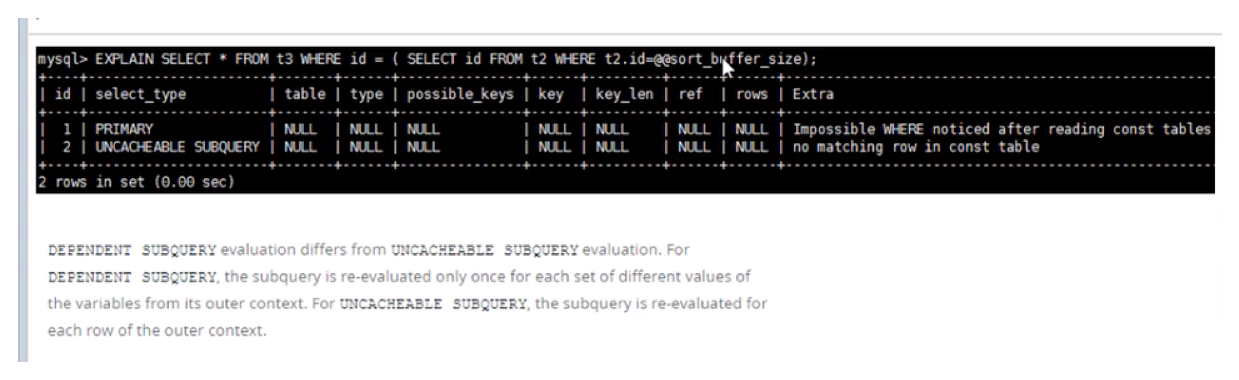 mysql> EXPLAIN SELECT * FROM t3 WHERE id = ( SELECT id FROM t2 WHERE t2.id=@@sort_buffer_size);
+----+----------------------+-------+------+---------------+------+---------+------+------+-----------------------------------------------------
| id | select_type          | table | type | possible_keys | key  | key_len | ref  | rows | Extra
+----+----------------------+-------+------+---------------+------+---------+------+------+-----------------------------------------------------
|  1 | PRIMARY              | NULL  | NULL | NULL          | NULL | NULL    | NULL | NULL | Impossible WHERE noticed after reading const tables
|  2 | UNCACHEABLE SUBQUERY | NULL  | NULL | NULL          | NULL | NULL    | NULL | NULL | no matching row in const table
+----+----------------------+-------+------+---------------+------+---------+------+------+-----------------------------------------------------
2 rows in set (0.00 sec)
DEPENDENT SUBQUERY evaluation differs from UNCACHEABLE SUBQUERY evaluation. For
DEPENDENT SUBQUERY, the subquery is re-evaluated only once for each set of different values of
the variables from its outer context. For UNCACHEABLE SUBQUERY, the subquery is re-evaluated for
each row of the outer context.